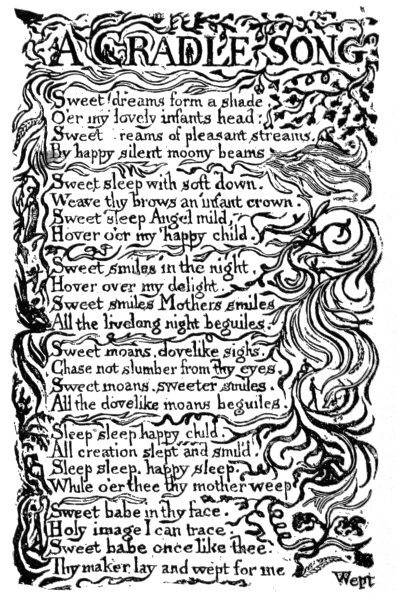 A CRADLE SONG
Sweet dreams form a shade
O'er my lovely infants head:
Sweet reams of pleasant streams.
By happy silent moony beams
Sweet sleep with soft down.
Weave thy brows an infant crown.
Sweet sleep Angel mild,
Hover o'er my happy child.
Sweet smiles in the night,
Hover over my delight.
Sweet smiles Mothers smiles
All the livelong night beguiles.
Sweet moans, dovelike sighs,
Chase not slumber from thy eyes,
Sweet moans, sweeter smiles,
All the dovelike moans beguiles.
Sleep sleep happy child.
All creation slept and smil'd.
Sleep sleep, happy sleep,
While o'er thee thy mother weep
Sweet babe in thy face,
Holy image I can trace.
Sweet babe once like thee.
Thy maker lay and wept for me
Wept